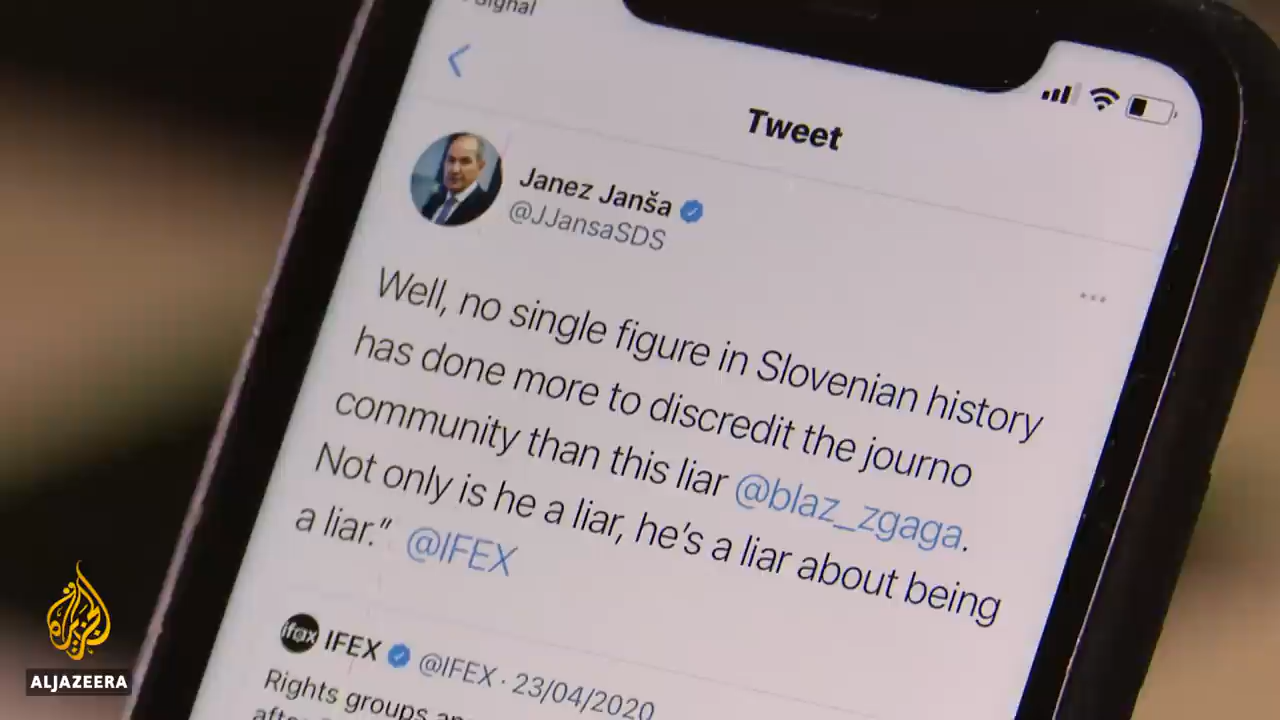 Signal
Tweet
Janez Janša
@JJansaSDS
Well, no single figure in Slovenian history
has done more to discredit the journo
community than this liar @blaz_zgaga.
Not only is he a liar, he's a liar about being
a liar.” @IFEX
ifex IFEX @IFEX · 23/04/2020
Rights groups
after
ALJAZEERA